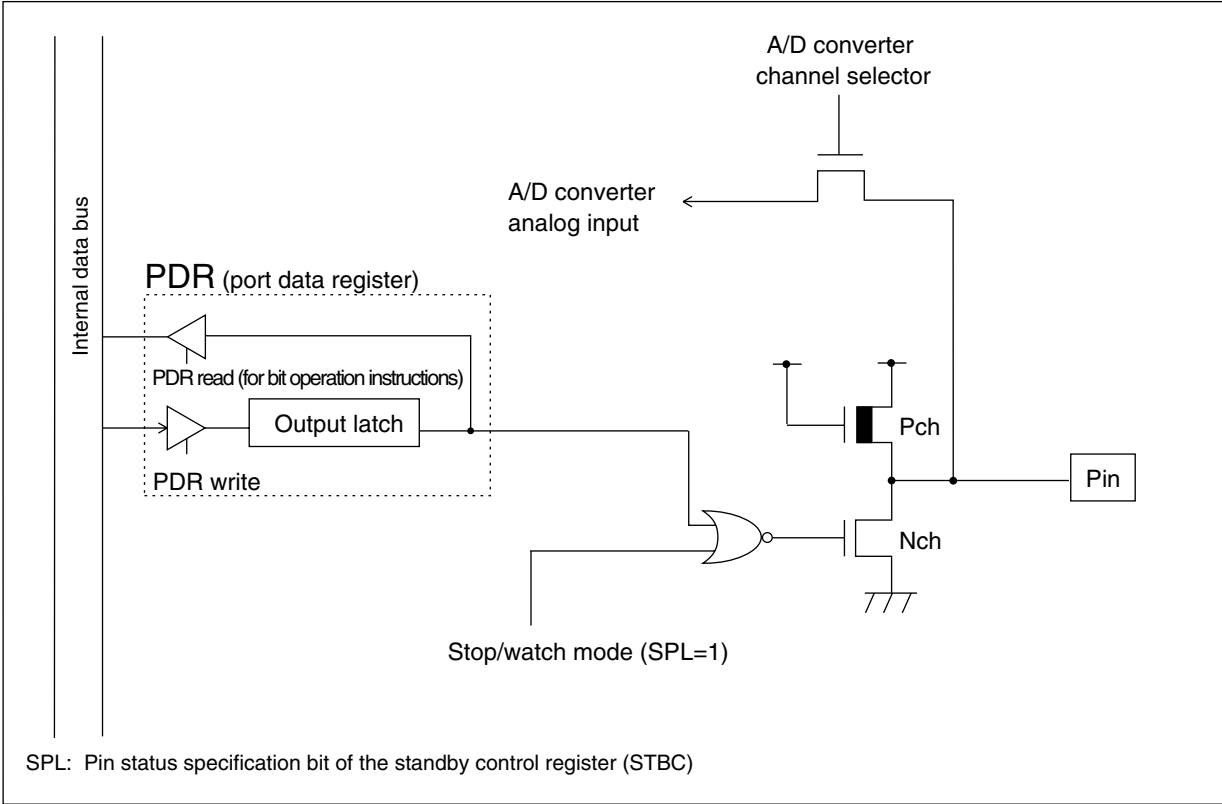 A/D converter
channel selector
A/D converter
analog input
Internal data bus
PDR (port data register)
PDR read (for bit operation instructions)
Output latch
PDR write
Pch
Pin
Nch
Stop/watch mode (SPL=1)
SPL: Pin status specification bit of the standby control register (STBC)